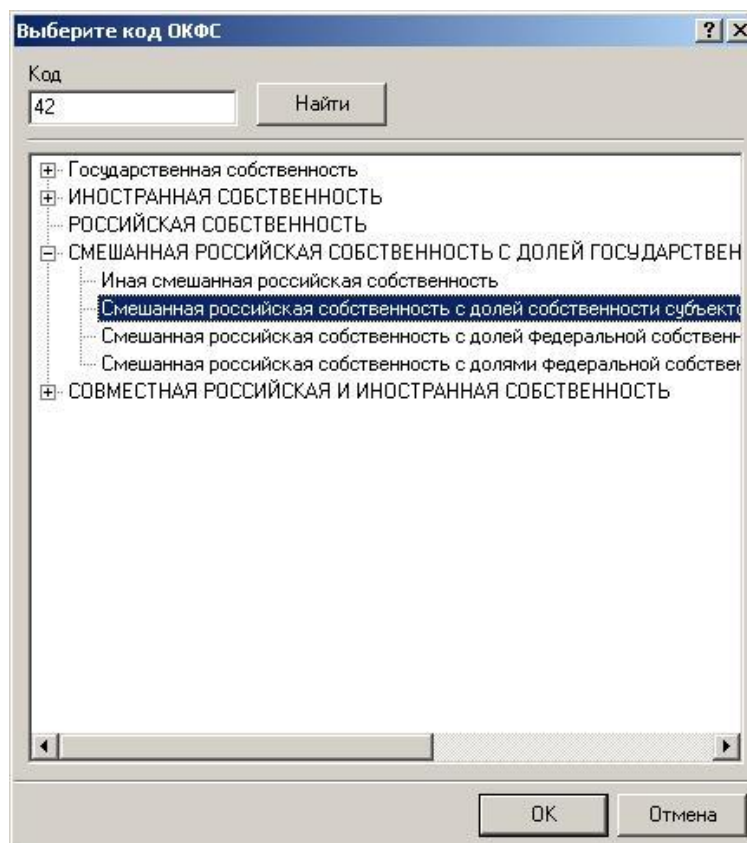 Выберите код ОКФС
Код
42
Найти
Государственная собственность
ИНОСТРАННАЯ СОБСТВЕННОСТЬ
РОССИЙСКАЯ СОБСТВЕННОСТЬ
СМЕШАННАЯ РОССИЙСКАЯ СОБСТВЕННОСТЬ С ДОЛЕЙ ГОСУДАРСТВЕН
Иная смешанная российская собственность
Смешанная российская собственность с долей собственности субъекто
Смешанная российская собственность с долей федеральной собственн
Смешанная российская собственность с долями федеральной собствен
СОВМЕСТНАЯ РОССИЙСКАЯ И ИНОСТРАННАЯ СОБСТВЕННОСТЬ
OK
Отмена